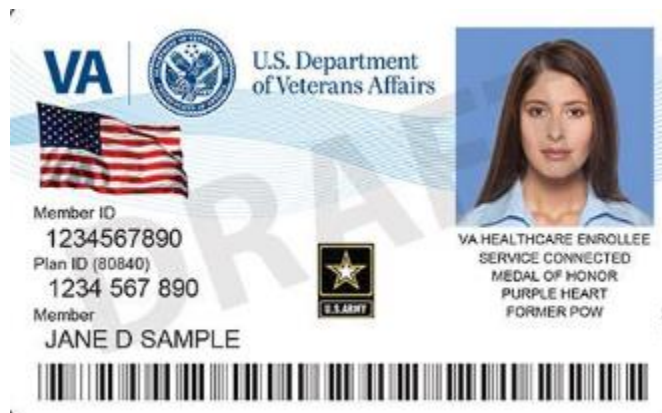 VA
U.S. Department
of Veterans Affairs
DRAFT
Member ID
1234567890
Plan ID (80840)
1234 567 890
Member
JANE D SAMPLE
U.S.ARMY
VA HEALTHCARE ENROLLEE
SERVICE CONNECTED
MEDAL OF HONOR
PURPLE HEART
FORMER POW